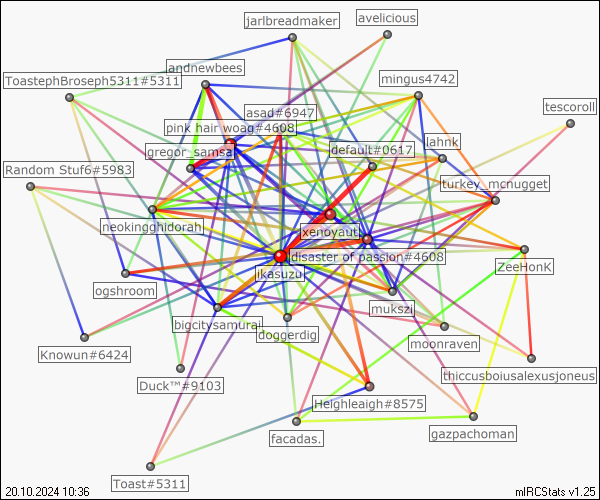 jarlbreadmaker
avelicious
andnewbees
mingus4742
ToastephBroseph5311#5311
tescoroll
asad#6947
pink hair woag#4608
lahnk
default#0617
gregor_samsa
Random Stuf6#5983
turkey_mcnugget
neokingghidorah
xenoyaut
disaster of passion#4608
ZeeHonK
ikasuzu
ogshroom
mukszi
bigcitysamurai
doggerdig
moonraven
Knowun#6424
thiccusboiusalexusjoneus
Duck™#9103
Heighleaigh#8575
gazpachoman
facadas.
Toast#5311
20.10.2024 10:36
mIRCStats v1.25